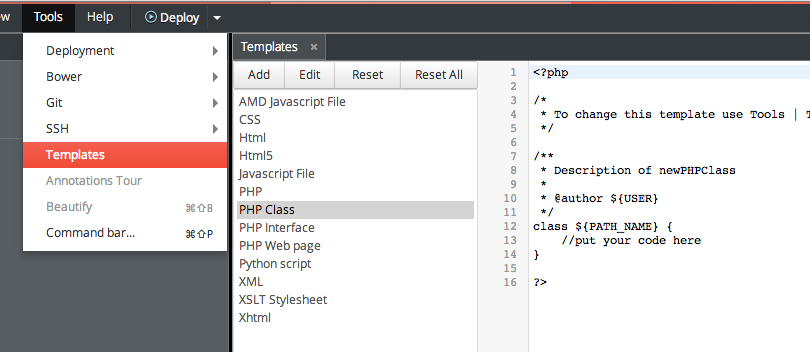 Tools Help Deploy
Deployment
Bower
Git
SSH
Templates
Annotations Tour
Beautify ⌘⇧B
Command bar... ⌘⇧P
Templates ×
Add Edit Reset Reset All
AMD Javascript File
CSS
Html
Html5
Javascript File
PHP
PHP Class
PHP Interface
PHP Web page
Python script
XML
XSLT Stylesheet
Xhtml
1 <?php
2
3 /*
4 * To change this template use Tools |
5 */
6
7 /**
8 * Description of newPHPClass
9 *
10 * @author ${USER}
11 */
12 class ${PATH_NAME} {
13 //put your code here
14 }
15
16 ?>